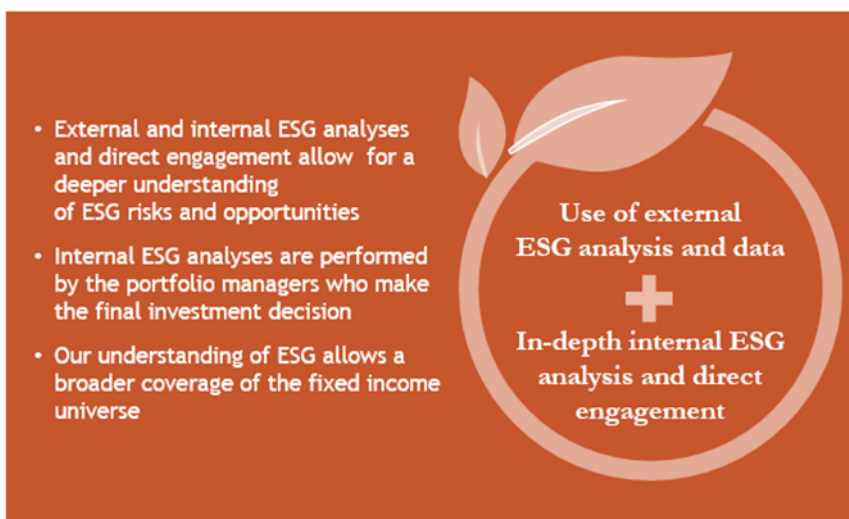 • External and internal ESG analyses
and direct engagement allow for a
deeper understanding
of ESG risks and opportunities
• Internal ESG analyses are performed
by the portfolio managers who make
the final investment decision
• Our understanding of ESG allows a
broader coverage of the fixed income
universe
Use of external
ESG analysis and data
+
In-depth internal ESG
analysis and direct
engagement